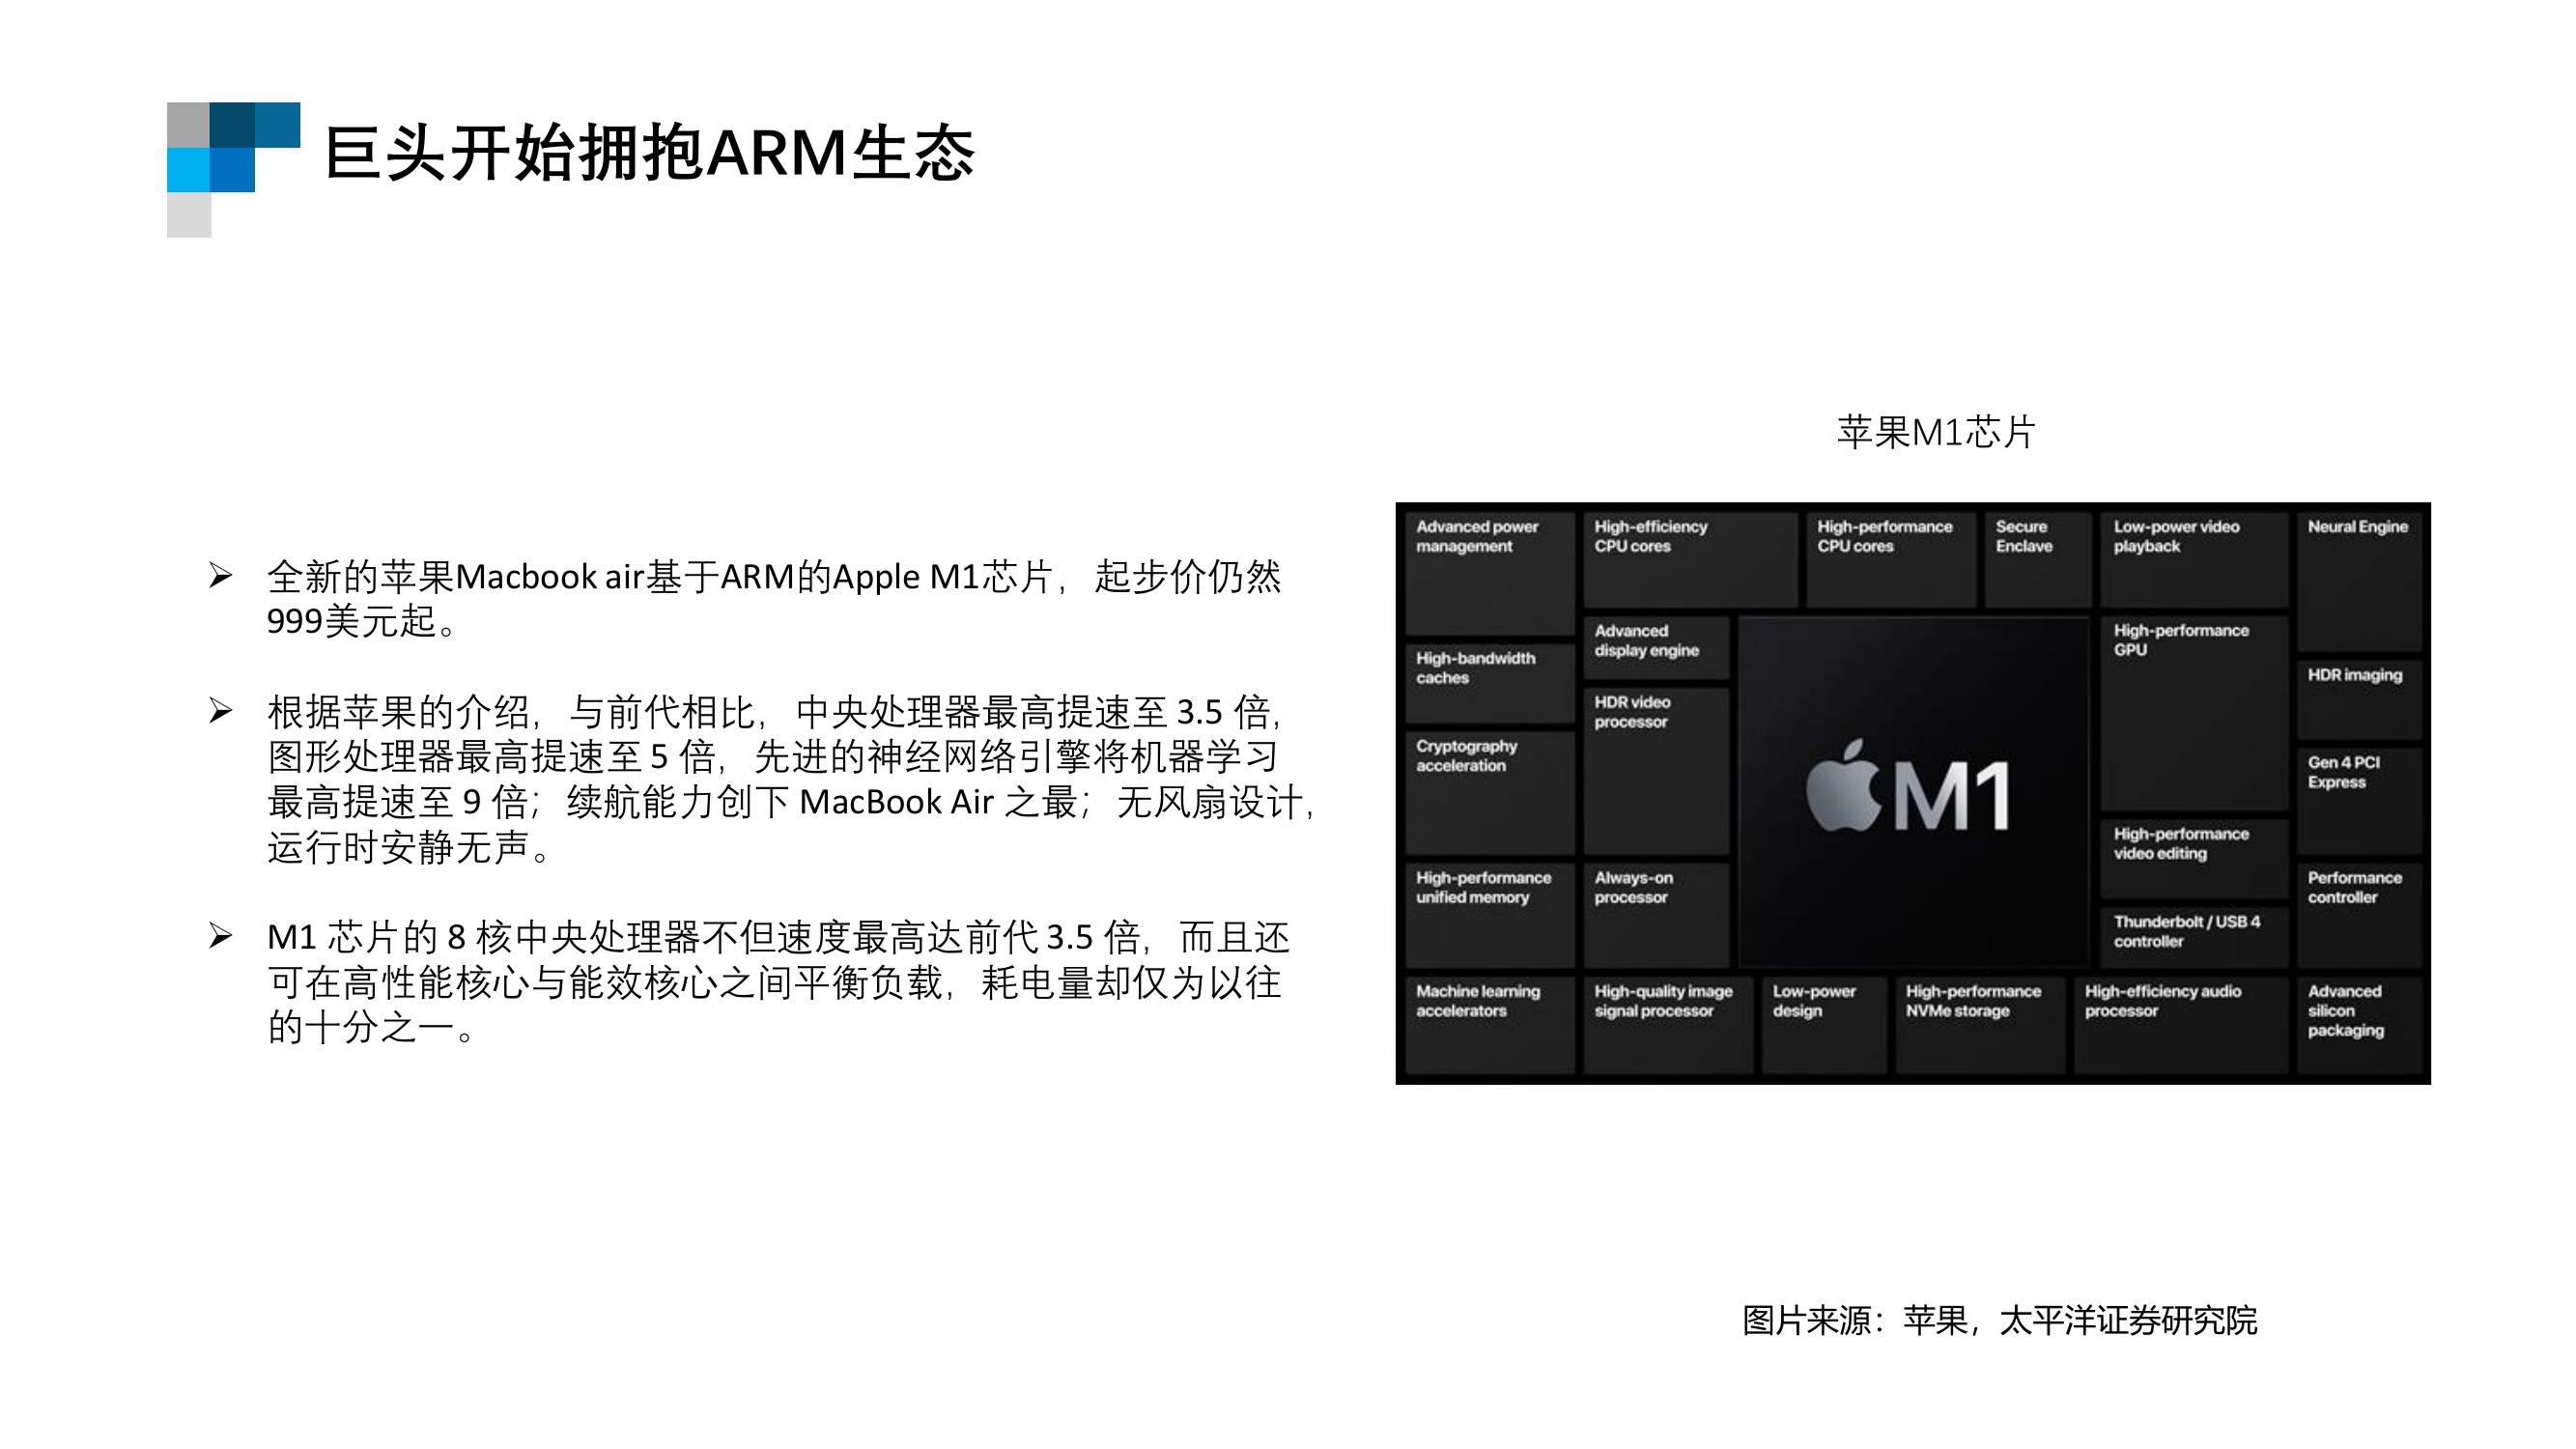 巨头开始拥抱ARM生态
全新的苹果Macbook air基于ARM的Apple M1芯片，起步价仍然
999美元起。
根据苹果的介绍，与前代相比，中央处理器最高提速至 3.5 倍，
图形处理器最高提速至 5 倍，先进的神经网络引擎将机器学习
最高提速至 9 倍；续航能力创下 MacBook Air 之最；无风扇设计，
运行时安静无声。
M1 芯片的 8 核中央处理器不但速度最高达前代 3.5 倍，而且还
可在高性能核心与能效核心之间平衡负载，耗电量却仅为以往
的十分之一。
苹果M1芯片
Advanced power
management
High-efficiency
CPU cores
High-performance
CPU cores
Secure
Enclave
Low-power video
playback
Neural Engine
High-bandwidth
caches
Advanced
display engine
High-performance
GPU
HDR imaging
HDR video
processor
Cryptography
acceleration
M1
Gen 4 PCI
Express
High-performance
video editing
High-performance
unified memory
Always-on
processor
Performance
controller
Thunderbolt / USB 4
controller
Machine learning
accelerators
High-quality image
signal processor
Low-power
design
High-performance
NVMe storage
High-efficiency audio
processor
Advanced
silicon
packaging
图片来源：苹果，太平洋证券研究院